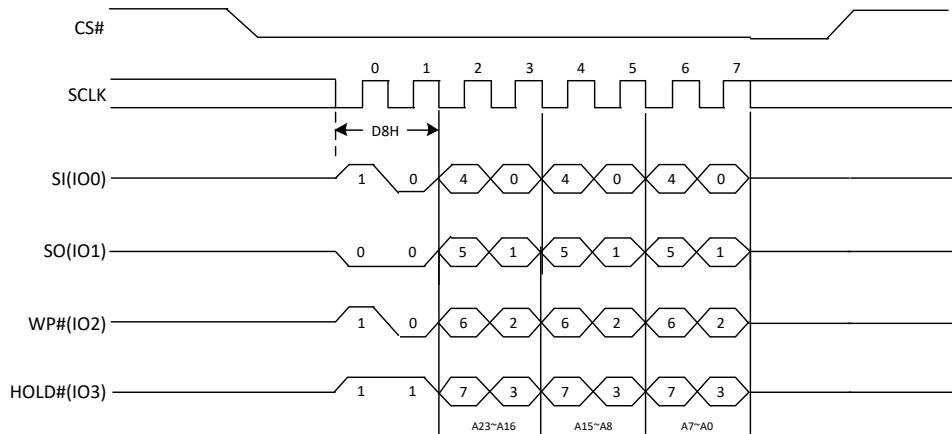 CS#
0 1 2 3 4 5 6 7
SCLK
D8H
SI(IO0) 1 0 4 0 4 0 4 0
SO(IO1) 0 0 5 1 5 1 5 1
WP#(IO2) 1 0 6 2 6 2 6 2
HOLD#(IO3) 1 1 7 3 7 3 7 3
A23~A16 A15~A8 A7~A0